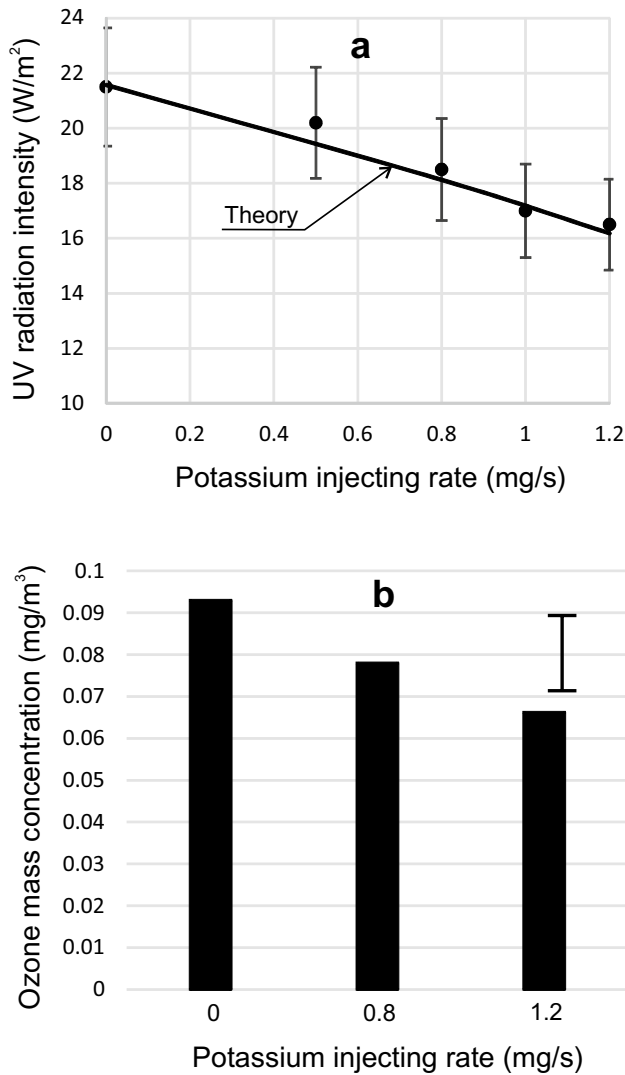 a
UV radiation intensity (W/m²)
24
22
20
18
16
14
12
10
Theory
0 0.2 0.4 0.6 0.8 1 1.2
Potassium injecting rate (mg/s)
b
Ozone mass concentration (mg/m³)
0.1
0.09
0.08
0.07
0.06
0.05
0.04
0.03
0.02
0.01
0
0 0.8 1.2
Potassium injecting rate (mg/s)